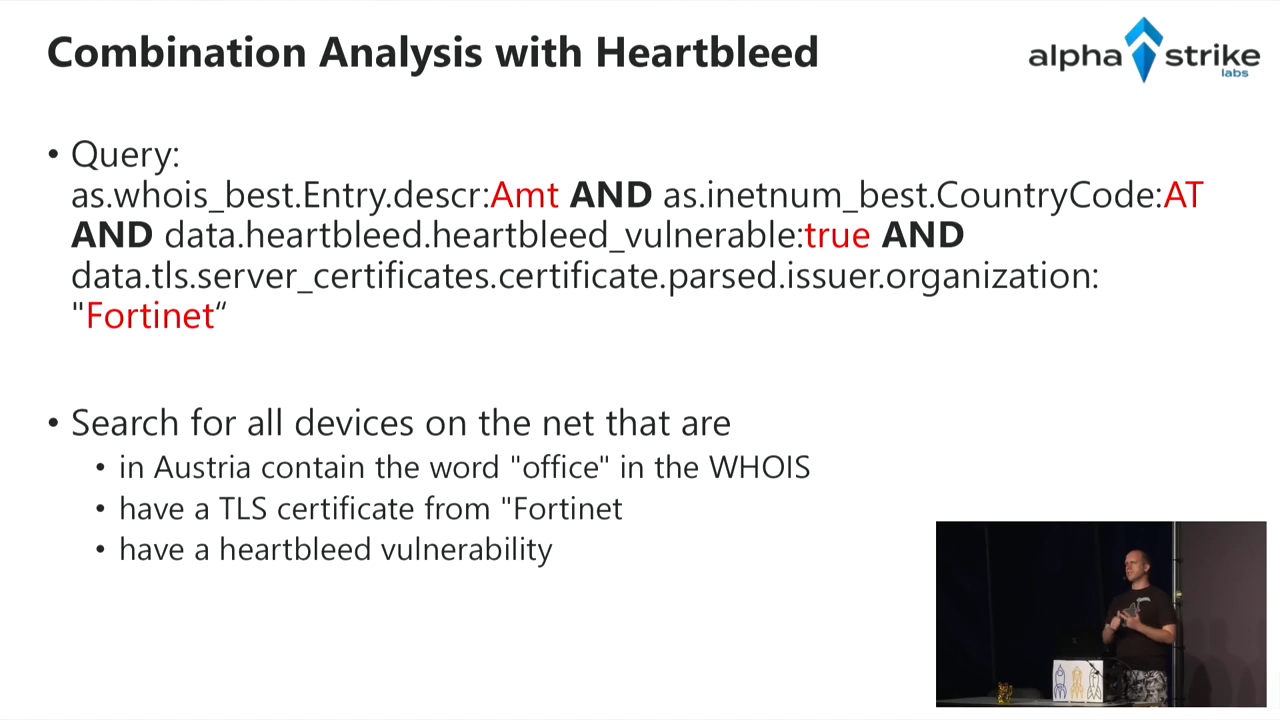 Combination Analysis with Heartbleed
alpha strike
labs
• Query:
as.whois_best.Entry.descr:Amt AND as.inetnum_best.CountryCode:AT
AND data.heartbleed.heartbleed_vulnerable:true AND
data.tls.server_certificates.certificate.parsed.issuer.organization:
"Fortinet“
• Search for all devices on the net that are
• in Austria contain the word "office" in the WHOIS
• have a TLS certificate from "Fortinet
• have a heartbleed vulnerability